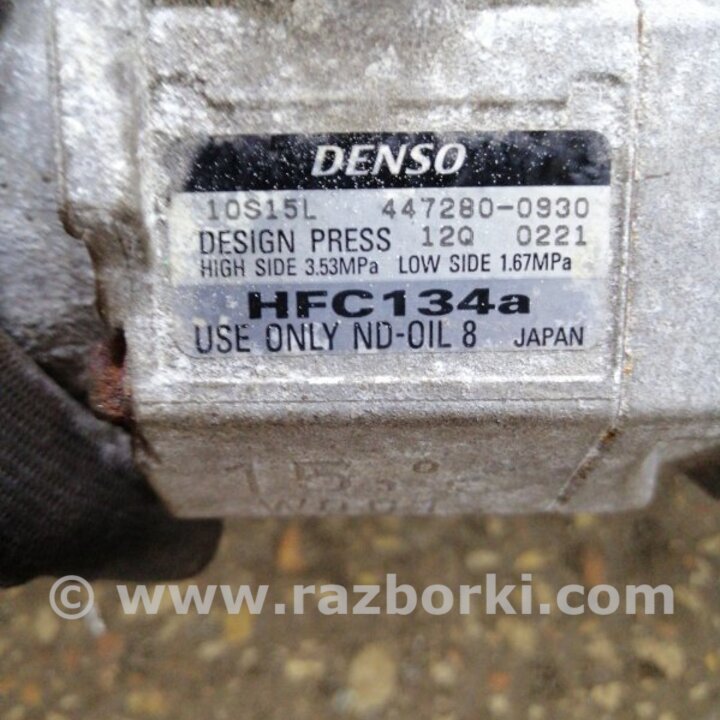 DENSO
10S15L 447280-0930
DESIGN PRESS 12Q 0221
HIGH SIDE 3.53MPa LOW SIDE 1.67MPa
HFC134a
USE ONLY ND-OIL 8 JAPAN
15
© www.razborki.com